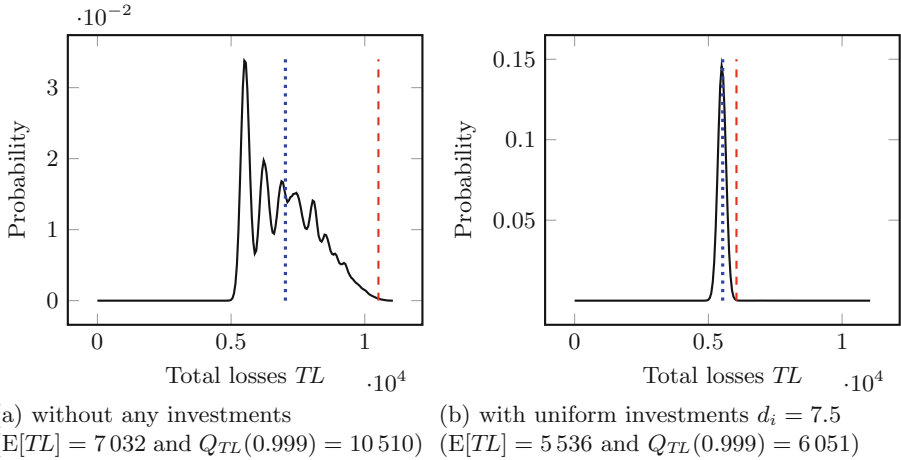 ·10⁻²
3
2
1
0
Probability
0
0.5
1
Total losses TL
·10⁴
0.15
0.1
0.05
Probability
0
0.5
1
Total losses TL
·10⁴
a) without any investments
E[TL] = 7 032 and Q_TL(0.999) = 10 510)
(b) with uniform investments d_i = 7.5
(E[TL] = 5 536 and Q_TL(0.999) = 6 051)